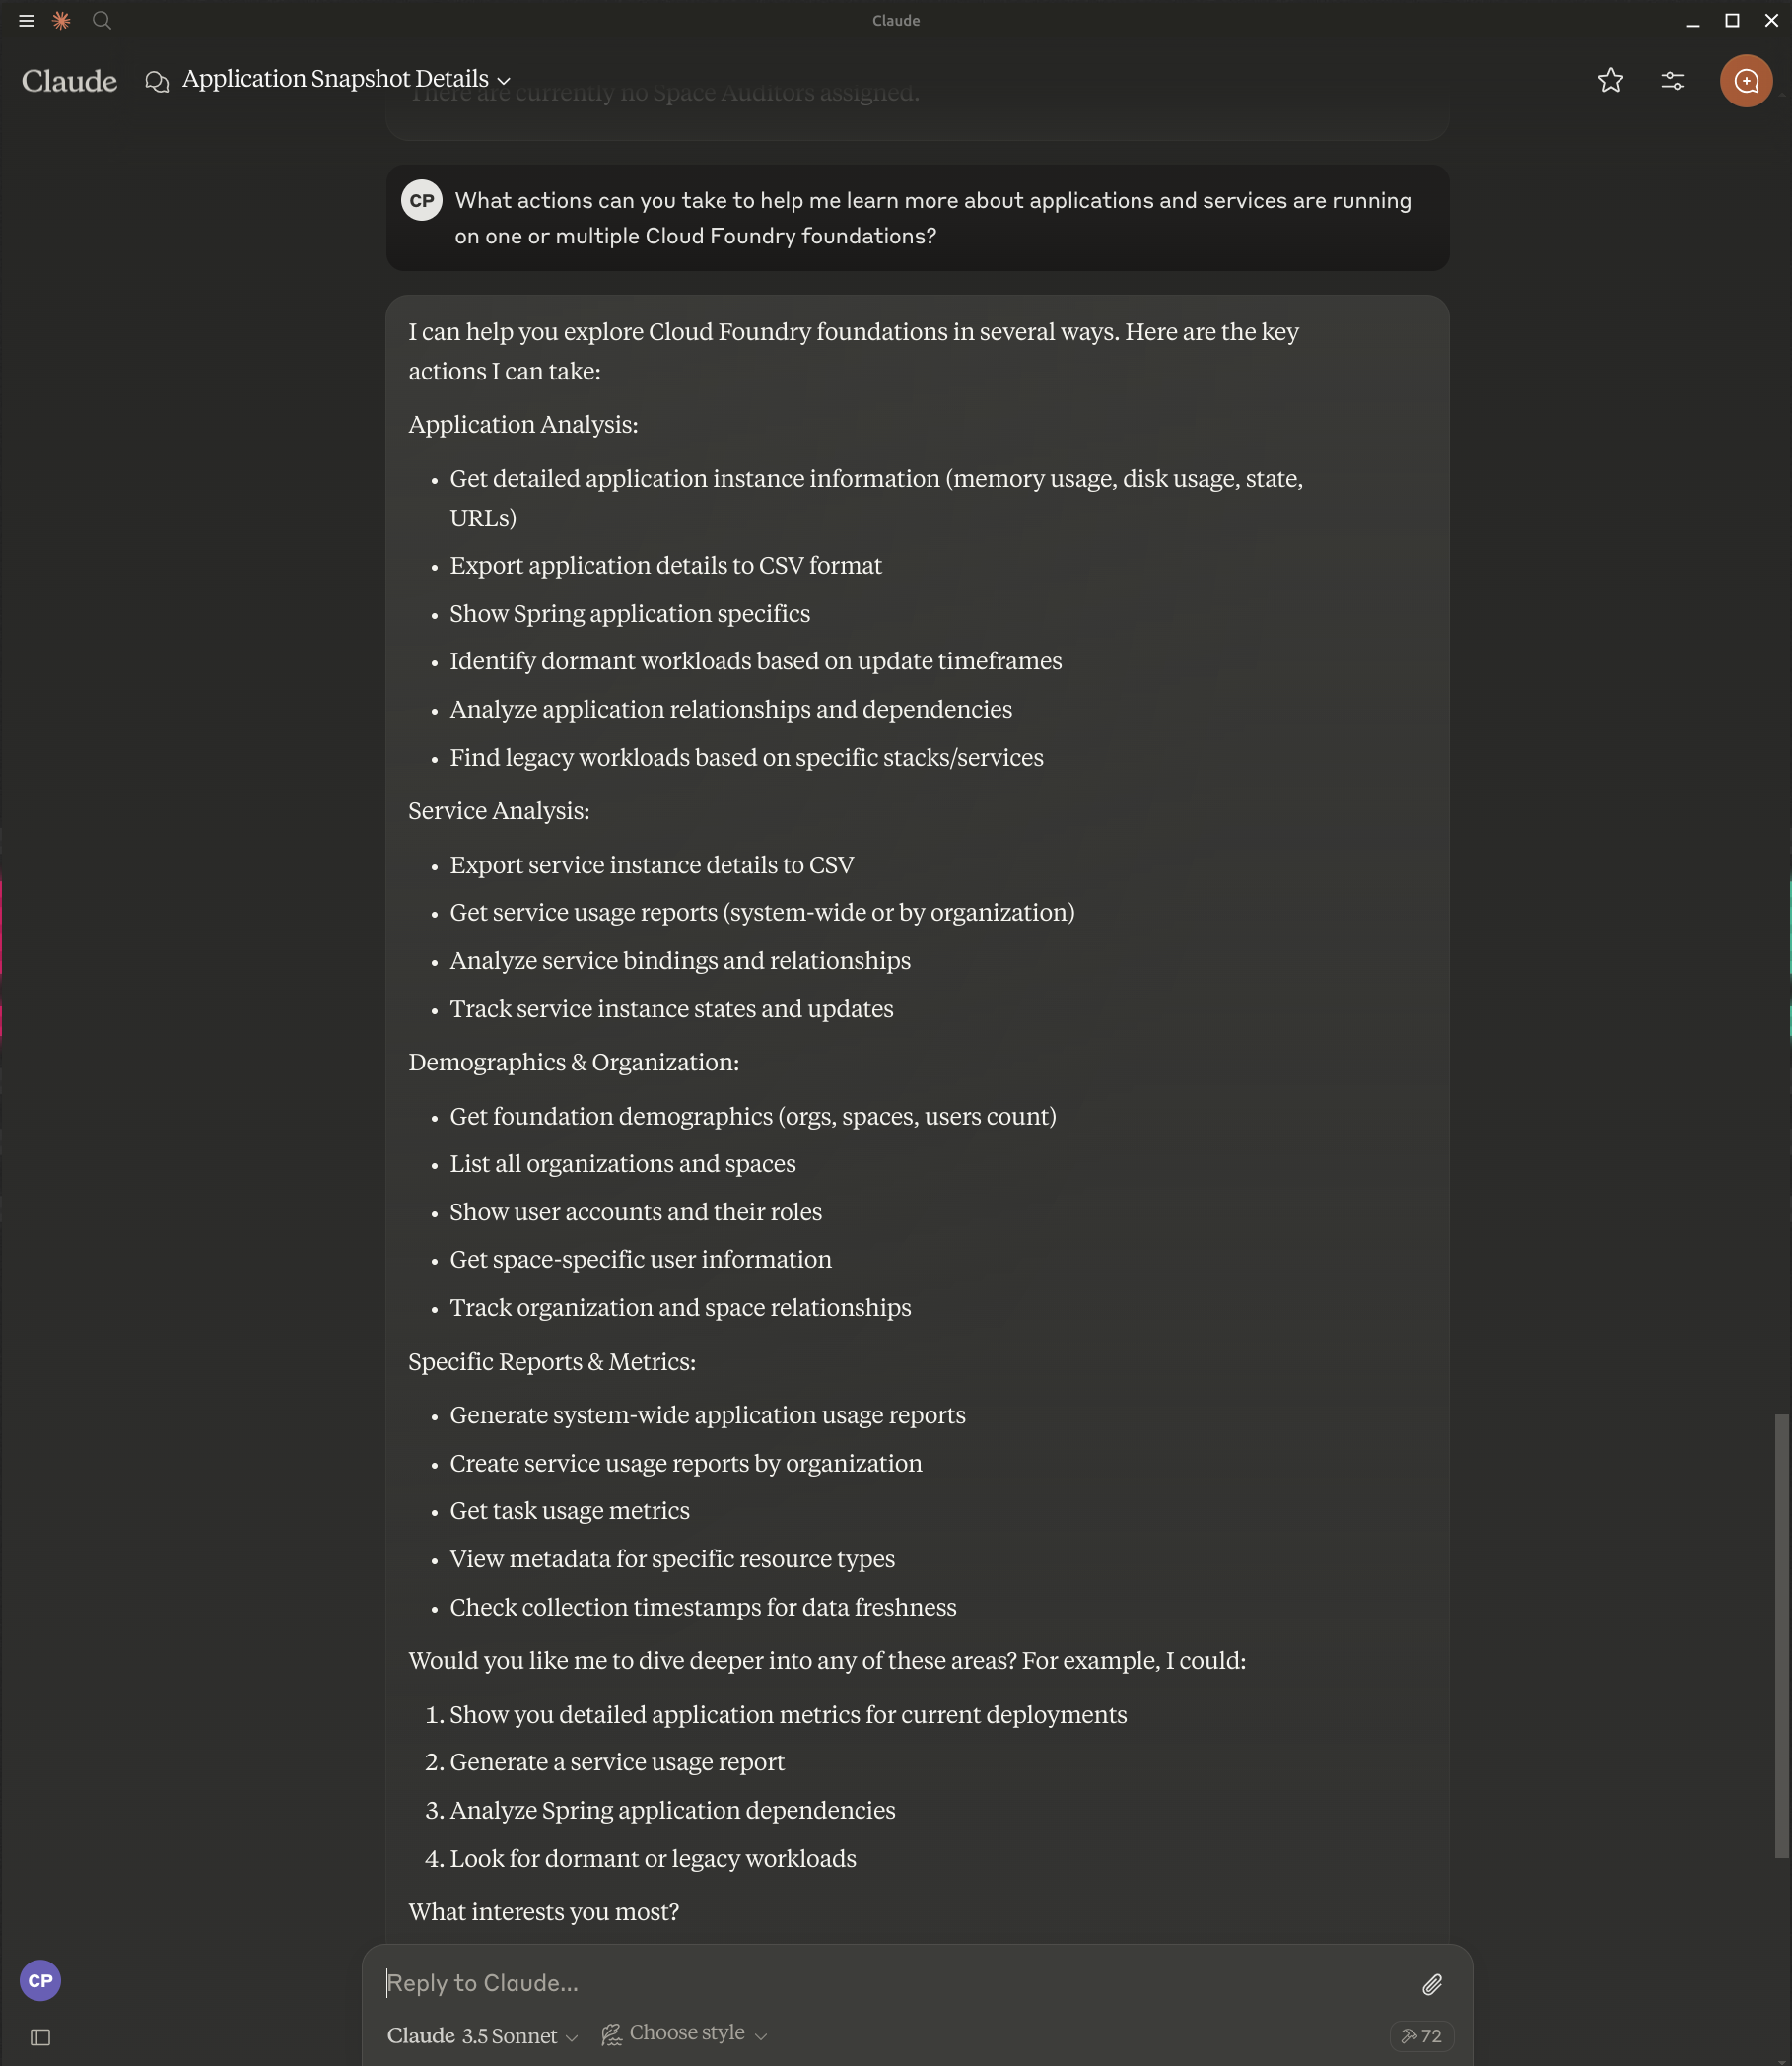 Claude
Claude
Application Snapshot Details
There are currently no Space Auditors assigned.
CP
What actions can you take to help me learn more about applications and services are running
on one or multiple Cloud Foundry foundations?
I can help you explore Cloud Foundry foundations in several ways. Here are the key
actions I can take:
Application Analysis:
• Get detailed application instance information (memory usage, disk usage, state,
URLs)
• Export application details to CSV format
• Show Spring application specifics
• Identify dormant workloads based on update timeframes
• Analyze application relationships and dependencies
• Find legacy workloads based on specific stacks/services
Service Analysis:
• Export service instance details to CSV
• Get service usage reports (system-wide or by organization)
• Analyze service bindings and relationships
• Track service instance states and updates
Demographics & Organization:
• Get foundation demographics (orgs, spaces, users count)
• List all organizations and spaces
• Show user accounts and their roles
• Get space-specific user information
• Track organization and space relationships
Specific Reports & Metrics:
• Generate system-wide application usage reports
• Create service usage reports by organization
• Get task usage metrics
• View metadata for specific resource types
• Check collection timestamps for data freshness
Would you like me to dive deeper into any of these areas? For example, I could:
1. Show you detailed application metrics for current deployments
2. Generate a service usage report
3. Analyze Spring application dependencies
4. Look for dormant or legacy workloads
What interests you most?
CP
Reply to Claude...
Claude 3.5 Sonnet
Choose style
72